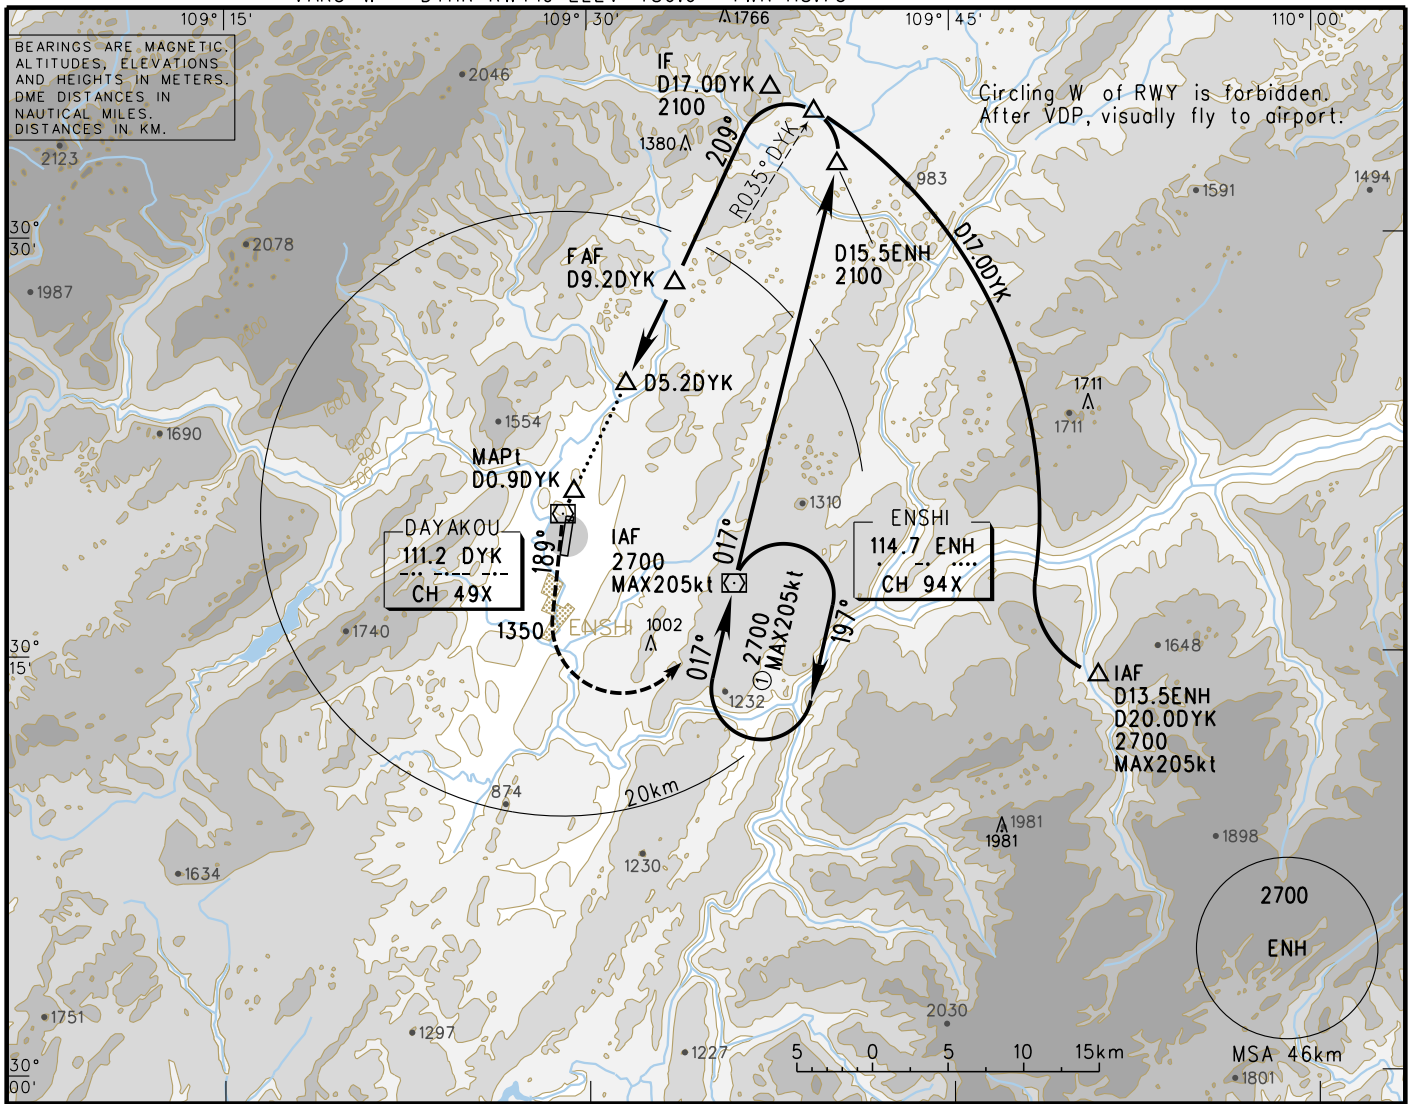 109° 15'
109° 30'
1766
109° 45'
110° 00'
BEARINGS ARE MAGNETIC.
ALTITUDES, ELEVATIONS
AND HEIGHTS IN METERS.
DME DISTANCES IN
NAUTICAL MILES.
DISTANCES IN KM.
2046
IF
D17.0DYK
2100
Circling W of RWY is forbidden.
After VDP, visually fly to airport.
2123
1380
209°
R035° DYK
983
1591
1494
30°
30'
2078
FAF
D9.2DYK
D15.5ENH
2100
D17.0DYK
1987
D5.2DYK
1711
1711
1600
1200
800
500
1554
1690
MAPt
D0.9DYK
1310
DAYAKOU
111.2 DYK
CH 49X
189°
IAF
2700
MAX205kt
017°
ENSHI
114.7 ENH
CH 94X
2700
① MAX205kt
197°
1740
1350
ENSHI
1002
017°
1232
1648
30°
15'
IAF
D13.5ENH
D20.0DYK
2700
MAX205kt
874
20km
1981
1981
1898
1230
1634
2700
ENH
1751
1297
2030
1227
5 0 5 10 15km
MSA 46km
1801
30°
00'